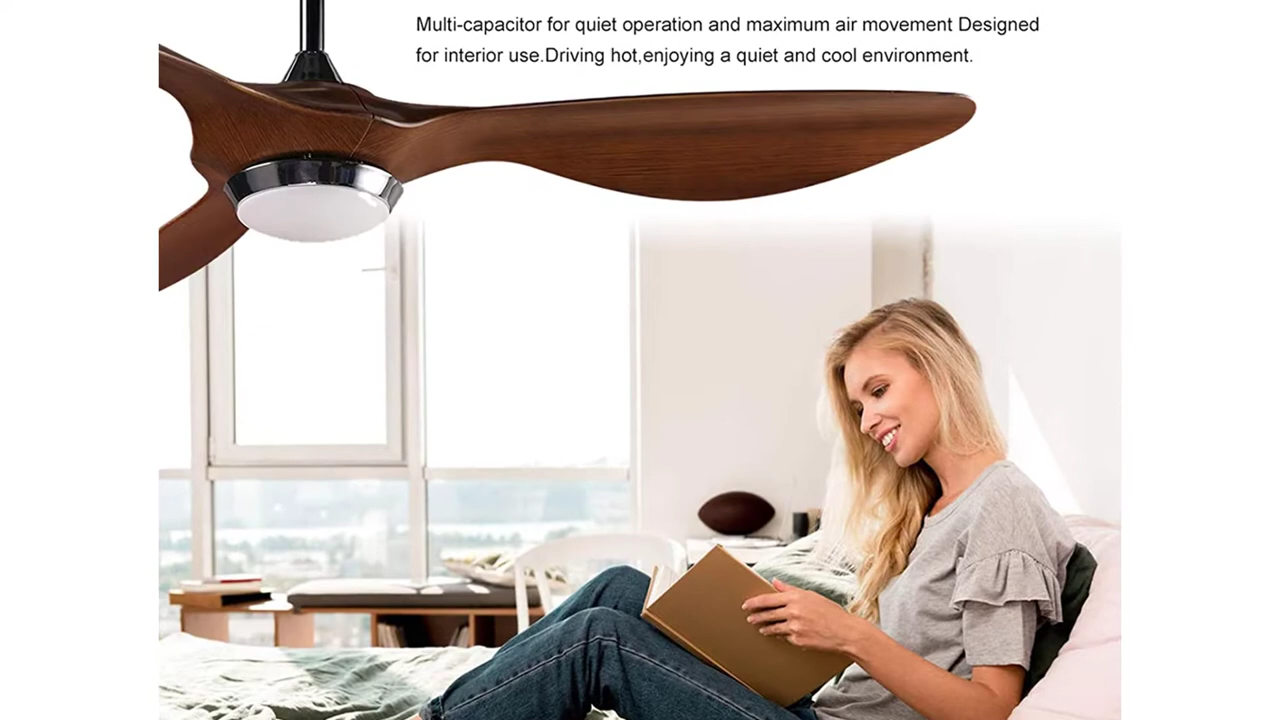 Multi-capacitor for quiet operation and maximum air movement Designed
for interior use.Driving hot,enjoying a quiet and cool environment.